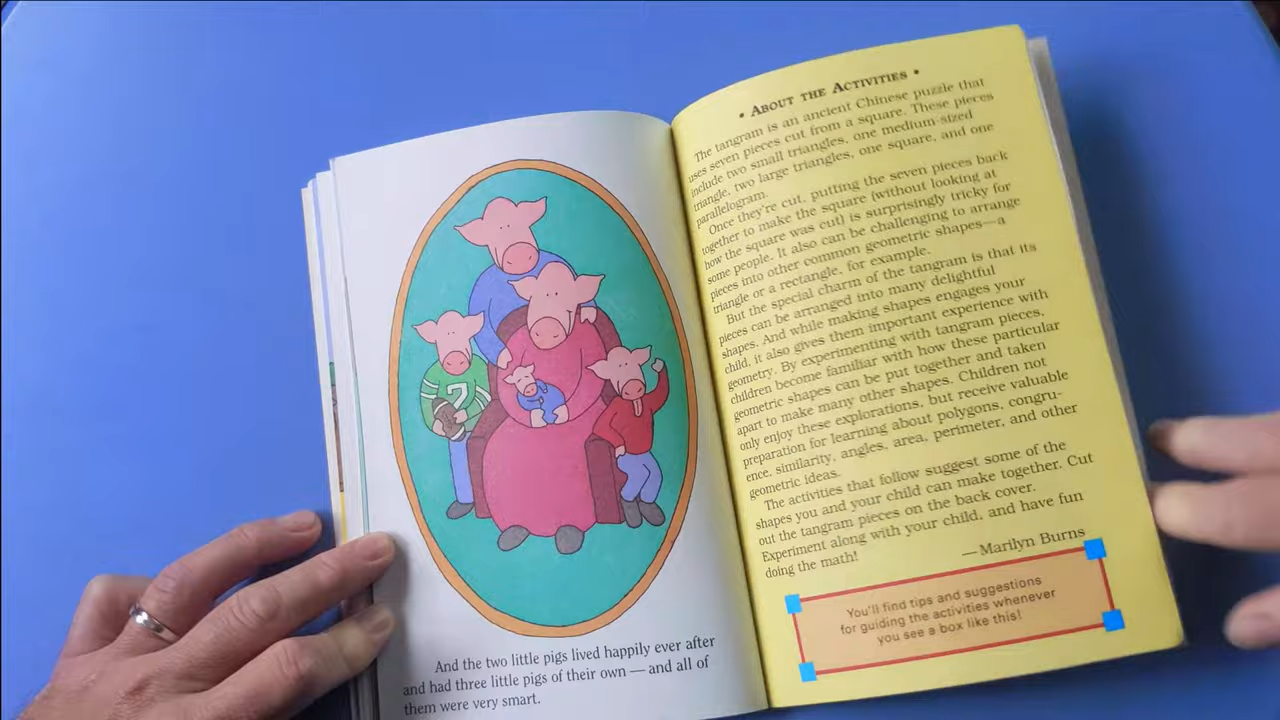 And the two little pigs lived happily ever after
and had three little pigs of their own — and all of
them were very smart.
• ABOUT THE ACTIVITIES •
The tangram is an ancient Chinese puzzle that
uses seven pieces cut from a square. These pieces
include two small triangles, one medium-sized
triangle, two large triangles, one square, and one
parallelogram.
Once they're cut, putting the seven pieces back
together to make the square (without looking at
how the square was cut) is surprisingly tricky for
some people. It also can be challenging to arrange
pieces into other common geometric shapes—a
triangle or a rectangle, for example.
But the special charm of the tangram is that its
pieces can be arranged into many delightful
shapes. And while making shapes engages your
child, it also gives them important experience with
geometry. By experimenting with tangram pieces,
children become familiar with how these particular
geometric shapes can be put together and taken
apart to make many other shapes. Children not
only enjoy these explorations, but receive valuable
preparation for learning about polygons, congru-
ence, similarity, angles, area, perimeter, and other
geometric ideas.
The activities that follow suggest some of the
shapes you and your child can make together. Cut
out the tangram pieces on the back cover.
Experiment along with your child, and have fun
doing the math!
— Marilyn Burns
You'll find tips and suggestions
for guiding the activities whenever
you see a box like this!
7